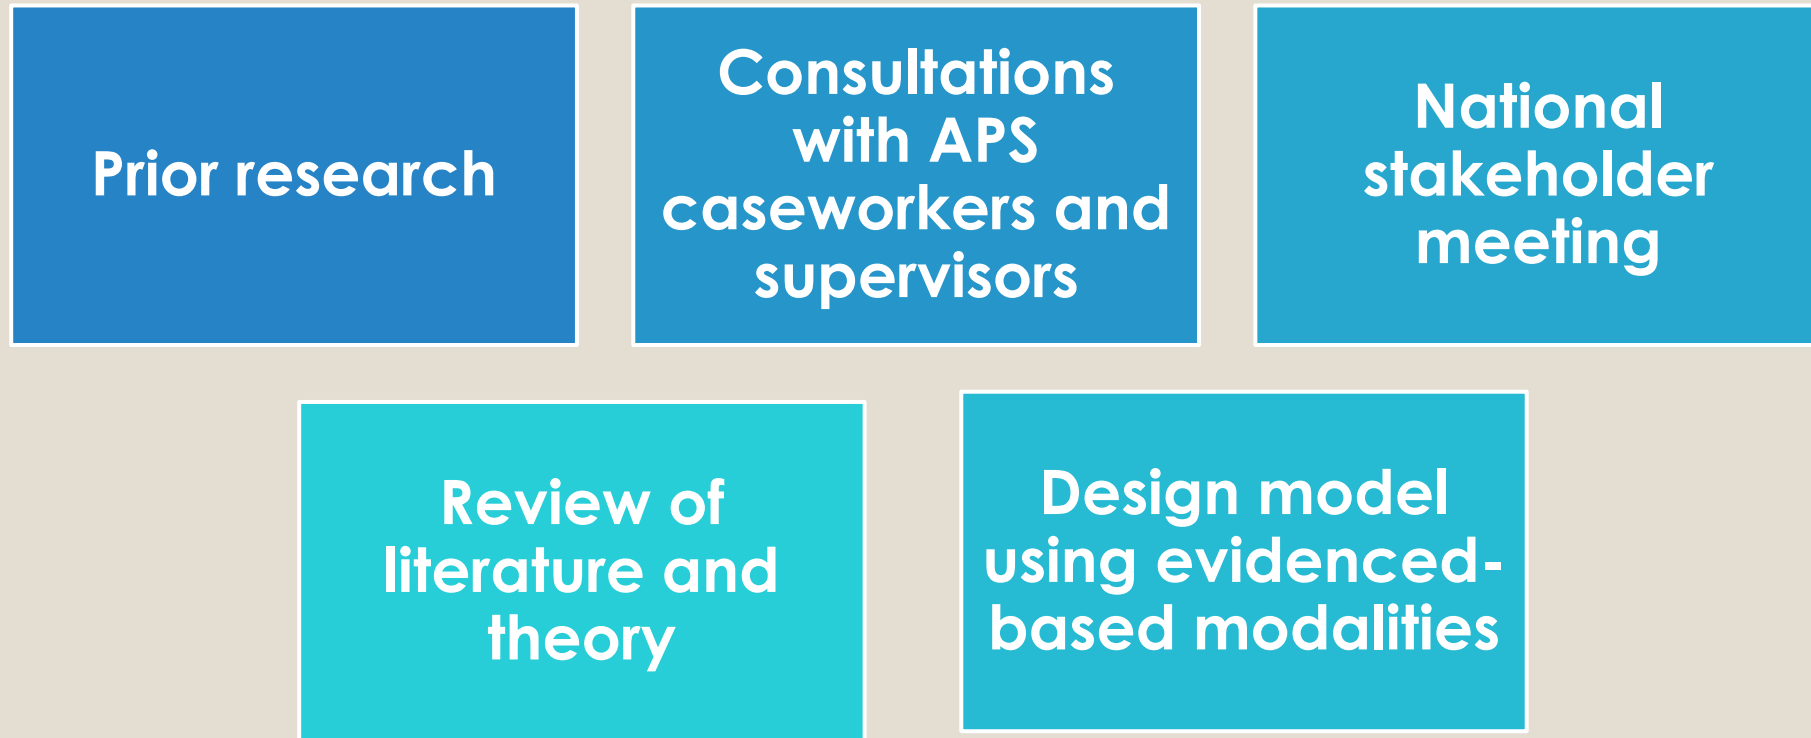 Prior research
Consultations
with APS
caseworkers and
supervisors
National
stakeholder
meeting
Review of
literature and
theory
Design model
using evidenced-
based modalities